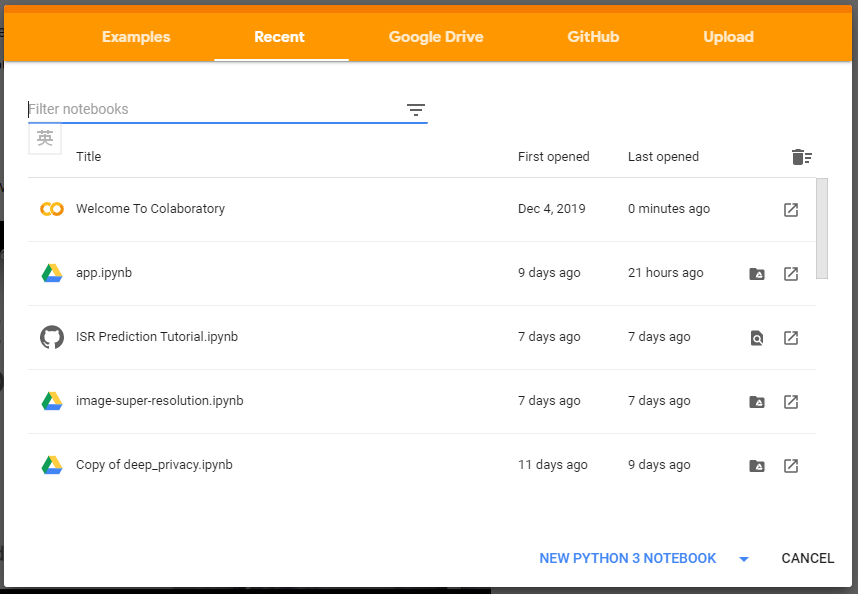 Examples Recent Google Drive GitHub Upload
Filter notebooks
英
Title First opened Last opened
Welcome To Colaboratory Dec 4, 2019 0 minutes ago
app.ipynb 9 days ago 21 hours ago
ISR Prediction Tutorial.ipynb 7 days ago 7 days ago
image-super-resolution.ipynb 7 days ago 7 days ago
Copy of deep_privacy.ipynb 11 days ago 9 days ago
NEW PYTHON 3 NOTEBOOK CANCEL